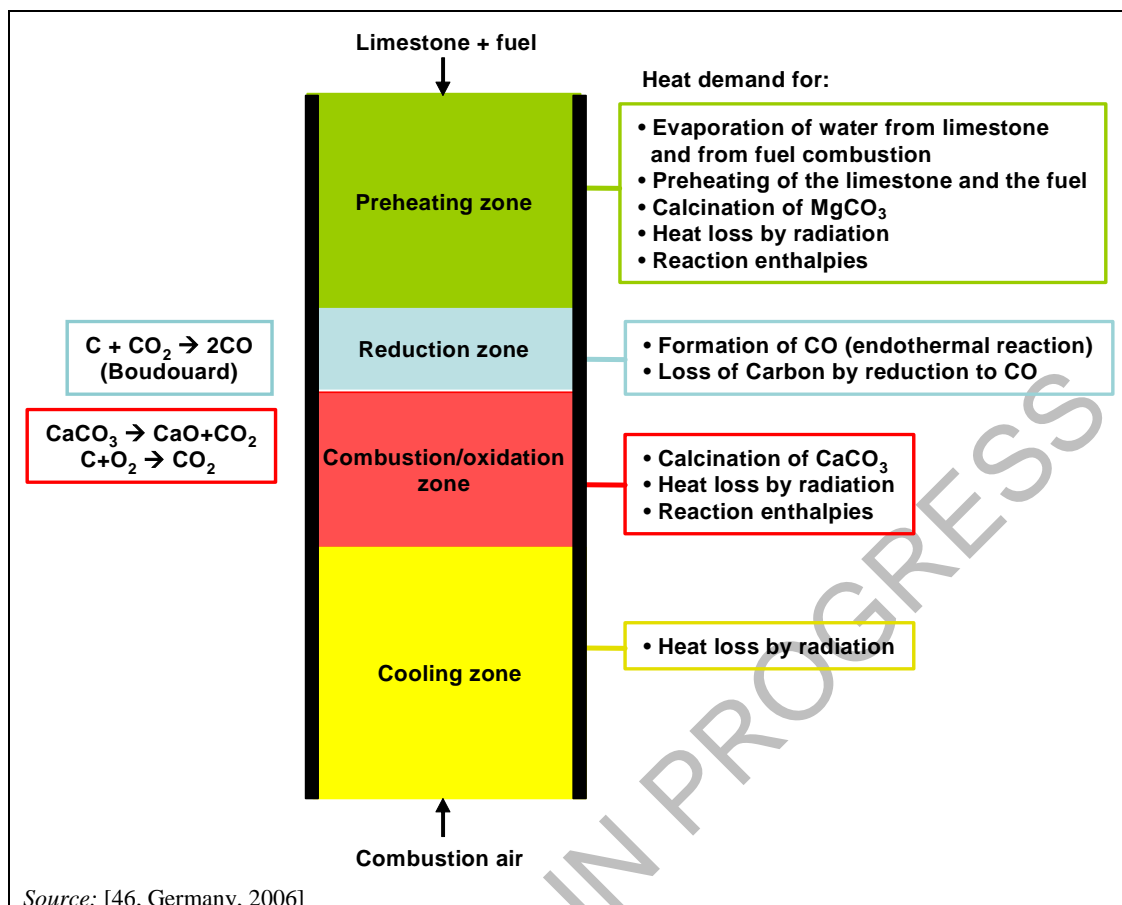 Limestone + fuel
Heat demand for:
• Evaporation of water from limestone
and from fuel combustion
• Preheating of the limestone and the fuel
• Calcination of MgCO₃
• Heat loss by radiation
• Reaction enthalpies
Preheating zone
C + CO₂ → 2CO
(Boudouard)
Reduction zone
• Formation of CO (endothermal reaction)
• Loss of Carbon by reduction to CO
CaCO₃ → CaO+CO₂
C+O₂ → CO₂
Combustion/oxidation
zone
• Calcination of CaCO₃
• Heat loss by radiation
• Reaction enthalpies
Cooling zone
• Heat loss by radiation
Combustion air
IN PROGRESS
Source: [46, Germany, 2006]